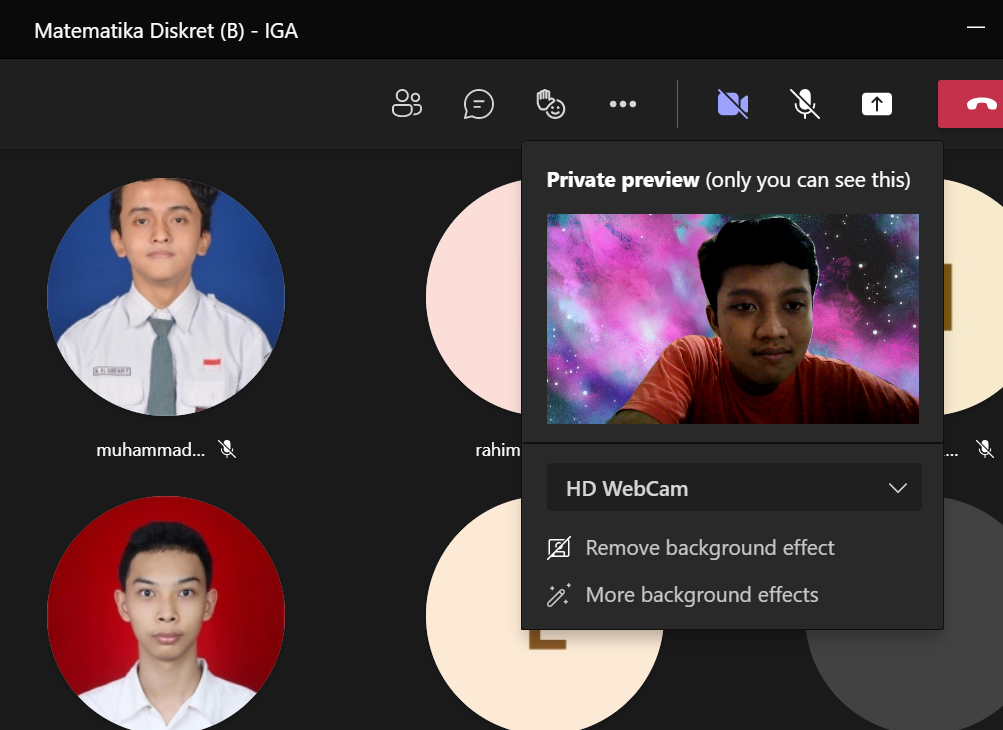 Matematika Diskret (B) - IGA
Private preview (only you can see this)
muhammad...
rahim
...
HD WebCam
Remove background effect
More background effects